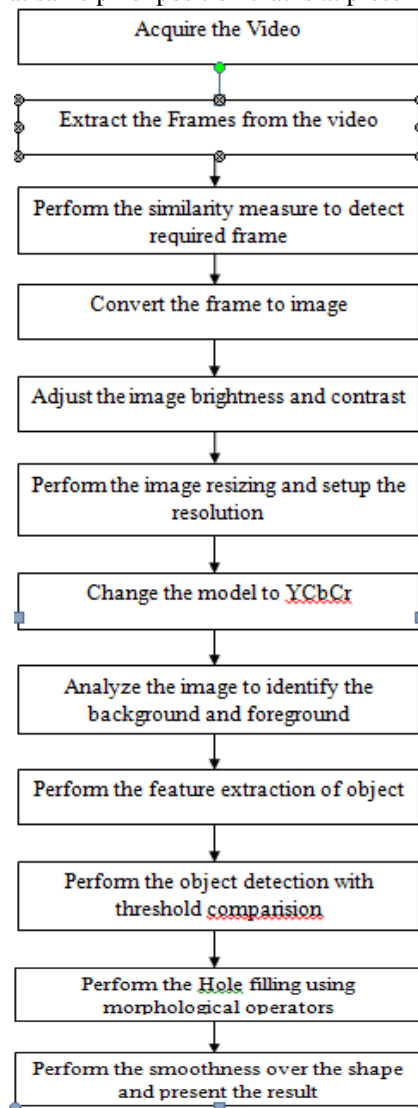 Acquire the Video
Extract the Frames from the video
Perform the similarity measure to detect
required frame
Convert the frame to image
Adjust the image brightness and contrast
Perform the image resizing and setup the
resolution
Change the model to YCbCr
Analyze the image to identify the
background and foreground
Perform the feature extraction of object
Perform the object detection with
threshold comparision
Perform the Hole filling using
morphological operators
Perform the smoothness over the shape
and present the result